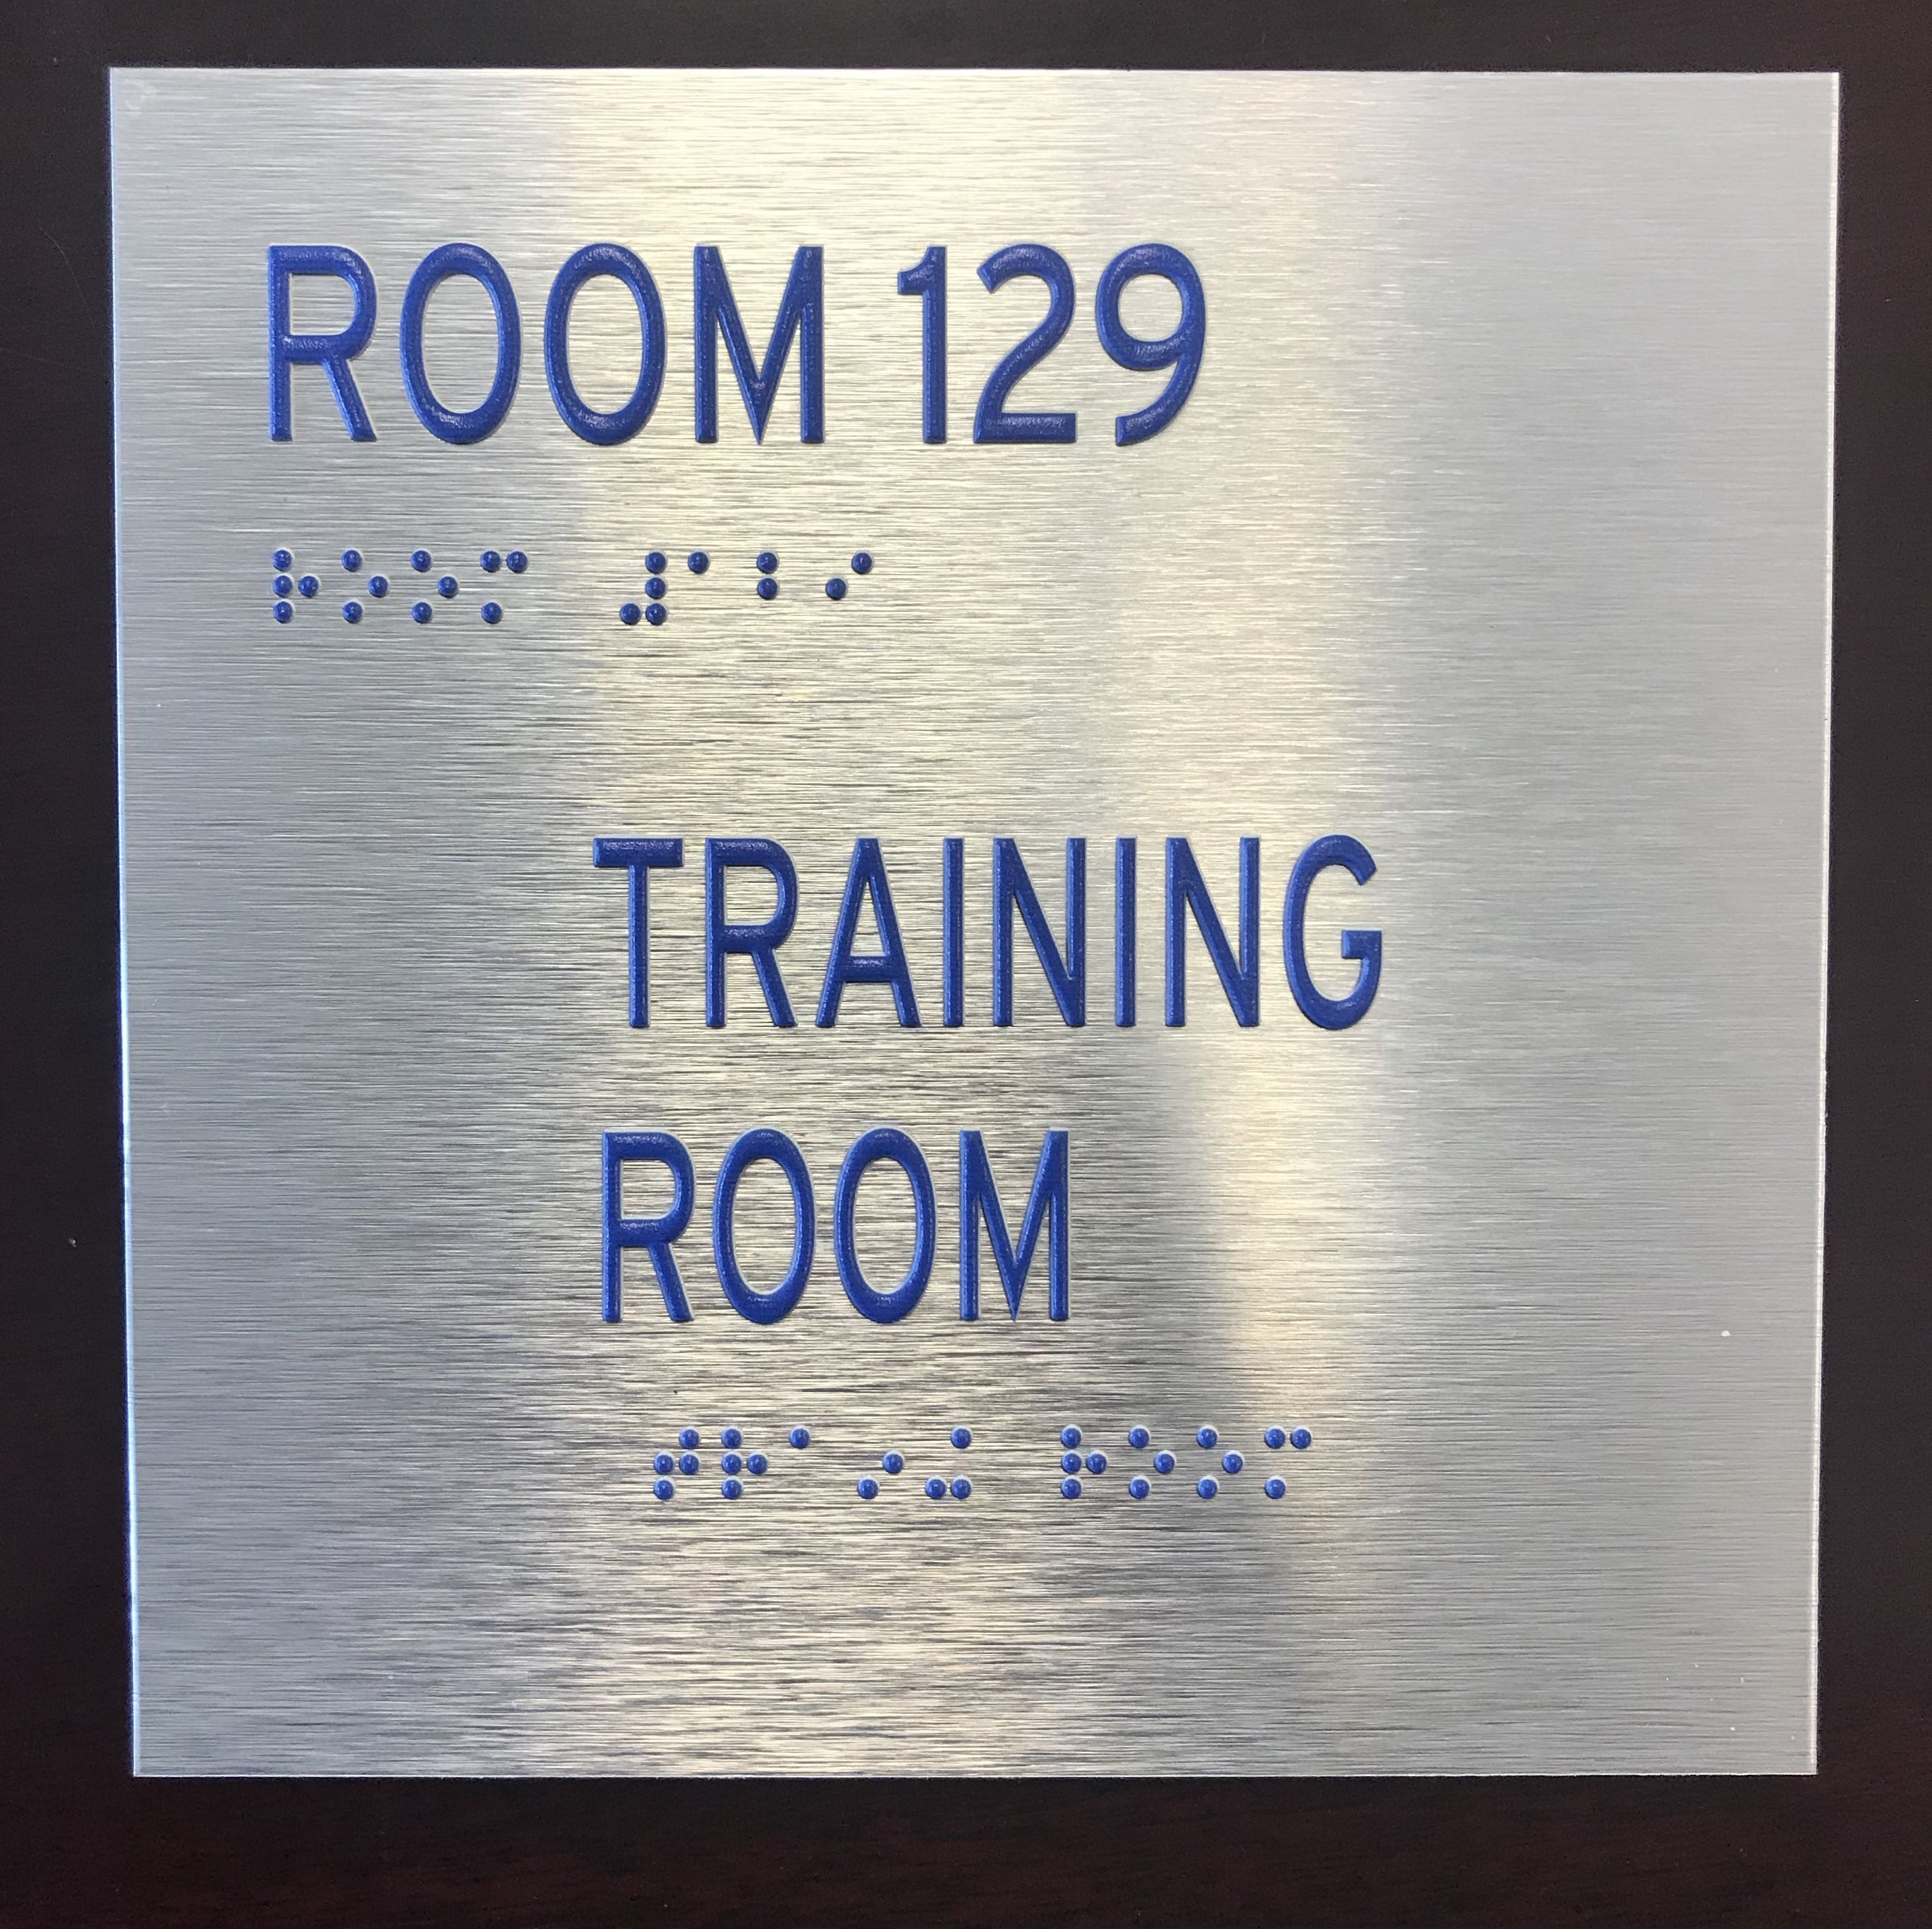 ROOM 129
⠗⠕⠕⠍ ⠼⠁⠃⠊
TRAINING
ROOM
⠞⠗⠁⠔⠬ ⠗⠕⠕⠍